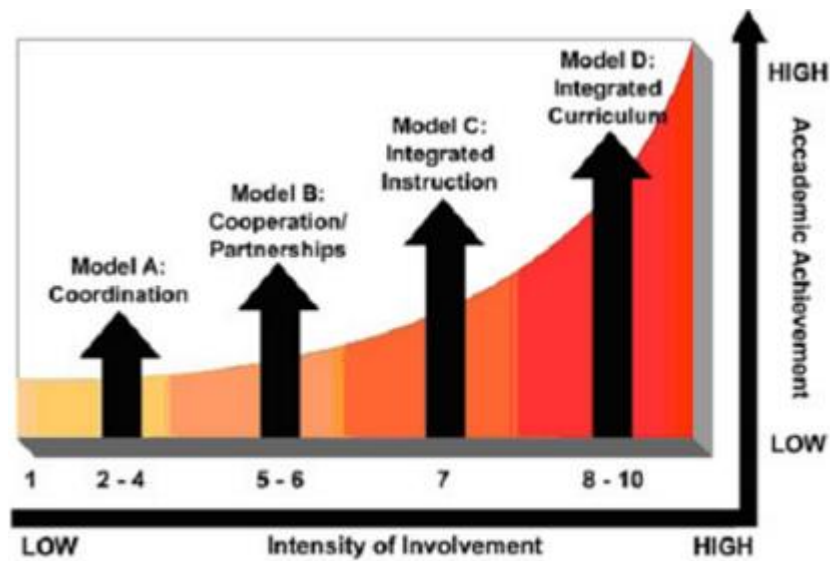 Model D:
Integrated
Curriculum
HIGH
Model C:
Integrated
Instruction
Model B:
Cooperation/
Partnerships
Model A:
Coordination
Accademic Achievement
LOW
1
2 - 4
5 - 6
7
8 - 10
LOW
Intensity of Involvement
HIGH